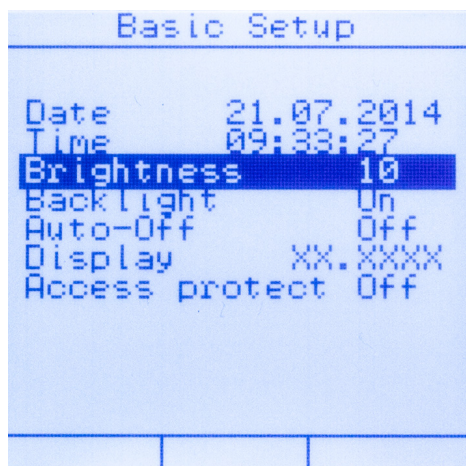 Basic Setup
Date 21.07.2014
Time 09:33:27
Brightness 10
Backlight On
Auto-Off Off
Display XX.XXXX
Access protect Off